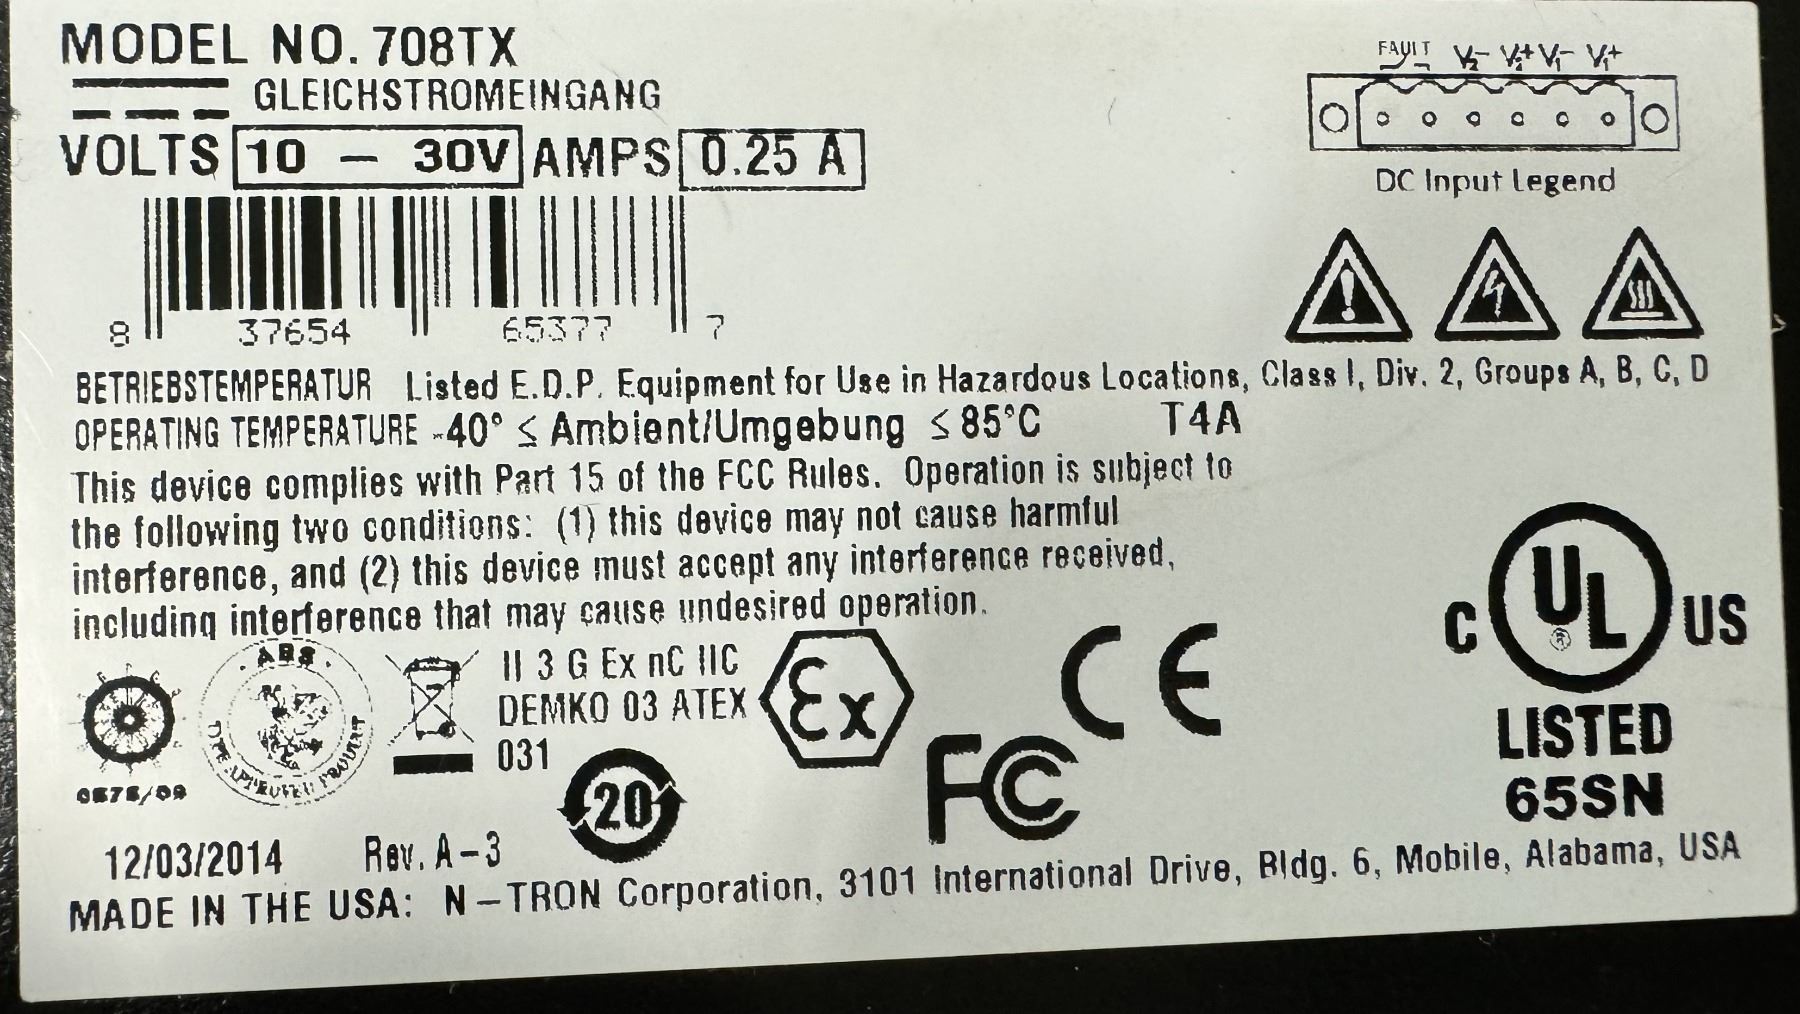 MODEL NO. 708TX
GLEICHSTROMEINGANG
VOLTS 10 – 30V AMPS 0.25 A
8 37654 65377 7
FAULT V2- V2+ V1- V1+
DC Input Legend
BETRIEBSTEMPERATUR Listed E.D.P. Equipment for Use in Hazardous Locations, Class I, Div. 2, Groups A, B, C, D
OPERATING TEMPERATURE -40° ≤ Ambient/Umgebung ≤ 85°C T4A
This device complies with Part 15 of the FCC Rules. Operation is subject to
the following two conditions: (1) this device may not cause harmful
interference, and (2) this device must accept any interference received,
including interference that may cause undesired operation.
C UL ® US
LISTED
65SN
ABS
TYPE APPROVED PRODUCT
0575/09
II 3 G Ex nC IIC
DEMKO 03 ATEX
031
Ex
CE
FC
20
12/03/2014 Rev. A–3
MADE IN THE USA: N–TRON Corporation, 3101 International Drive, Bldg. 6, Mobile, Alabama, USA